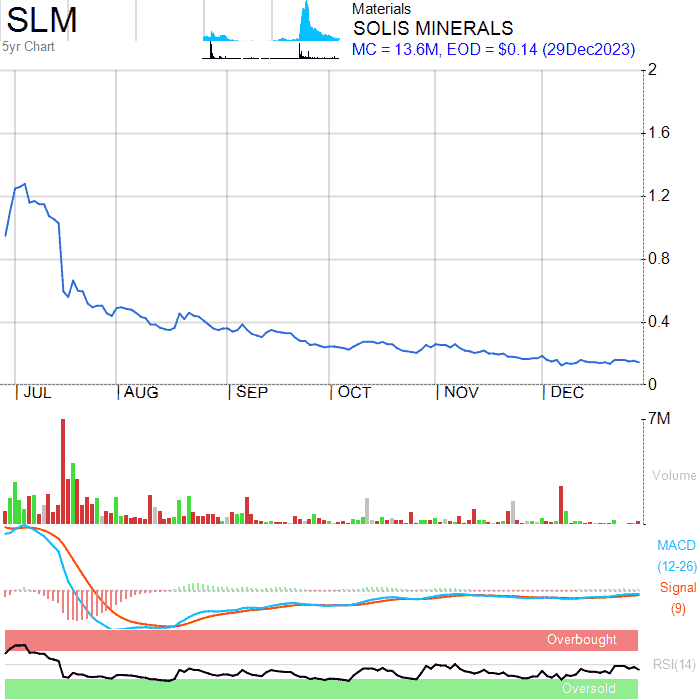 SLM
5yr Chart
Materials
SOLIS MINERALS
MC = 13.6M, EOD = $0.14 (29Dec2023)
2
1.6
1.2
0.8
0.4
0
JUL AUG SEP OCT NOV DEC
7M
Volume
MACD
(12-26)
Signal
(9)
Overbought
RSI(14)
Oversold